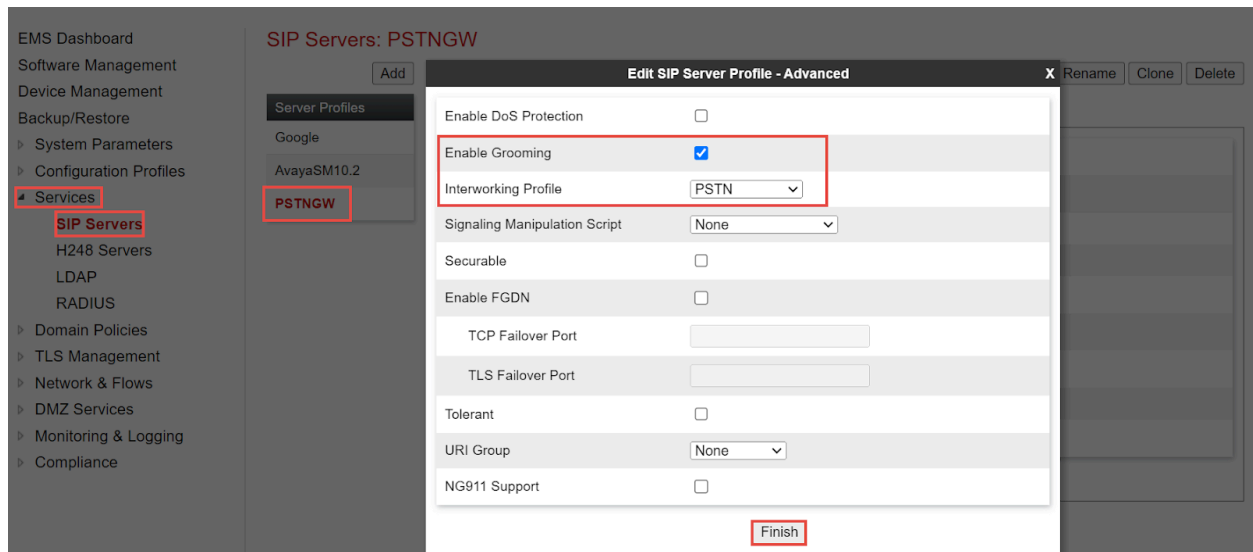 EMS Dashboard
Software Management
Device Management
Backup/Restore
System Parameters
Configuration Profiles
Services
SIP Servers
H248 Servers
LDAP
RADIUS
Domain Policies
TLS Management
Network & Flows
DMZ Services
Monitoring & Logging
Compliance
SIP Servers: PSTNGW
Add
Rename Clone Delete
Server Profiles
Google
AvayaSM10.2
PSTNGW
Edit SIP Server Profile - Advanced X
Enable DoS Protection
Enable Grooming
Interworking Profile PSTN
Signaling Manipulation Script None
Securable
Enable FGDN
TCP Failover Port
TLS Failover Port
Tolerant
URI Group None
NG911 Support
Finish